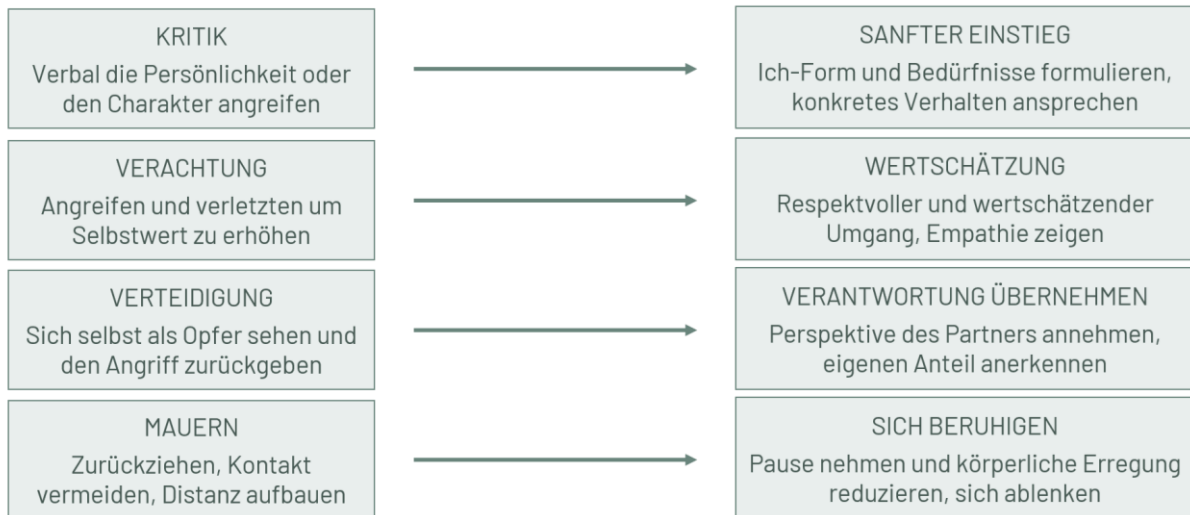 KRITIK
Verbal die Persönlichkeit oder
den Charakter angreifen
SANFTER EINSTIEG
Ich-Form und Bedürfnisse formulieren,
konkretes Verhalten ansprechen
VERACHTUNG
Angreifen und verletzten um
Selbstwert zu erhöhen
WERTSCHÄTZUNG
Respektvoller und wertschätzender
Umgang, Empathie zeigen
VERTEIDIGUNG
Sich selbst als Opfer sehen und
den Angriff zurückgeben
VERANTWORTUNG ÜBERNEHMEN
Perspektive des Partners annehmen,
eigenen Anteil anerkennen
MAUERN
Zurückziehen, Kontakt
vermeiden, Distanz aufbauen
SICH BERUHIGEN
Pause nehmen und körperliche Erregung
reduzieren, sich ablenken